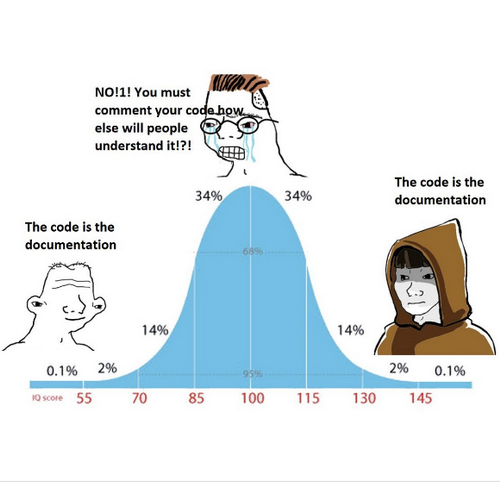 NO!1! You must
comment your code how
else will people
understand it!?!
34%
34%
The code is the
documentation
The code is the
documentation
68%
14%
14%
0.1%
2%
95%
2%
0.1%
IQ score 55 70 85 100 115 130 145